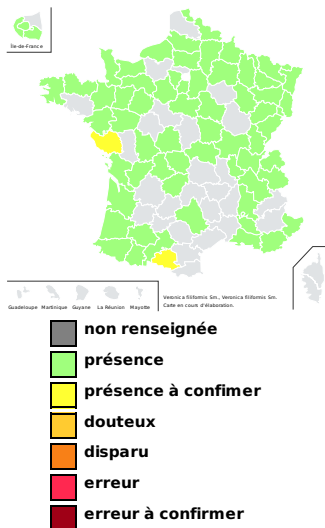 Île-de-France
Guadeloupe Martinique Guyane La Réunion Mayotte
Veronica filiformis Sm., Veronica filiformis Sm.
Carte en cours d'élaboration.
non renseignée
présence
présence à confimer
douteux
disparu
erreur
erreur à confirmer